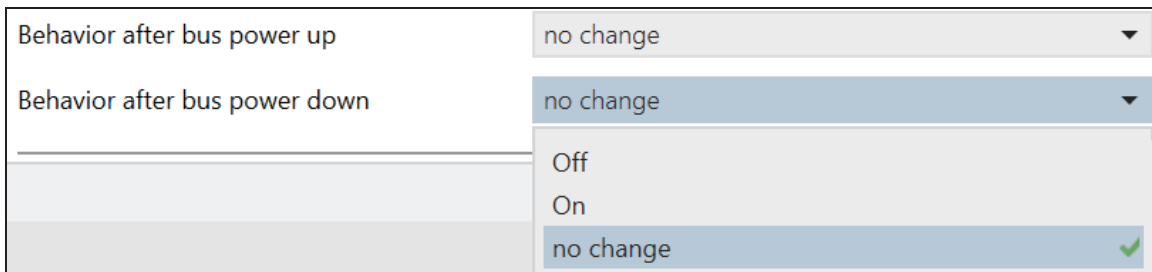 Behavior after bus power up no change
Behavior after bus power down no change
Off
On
no change